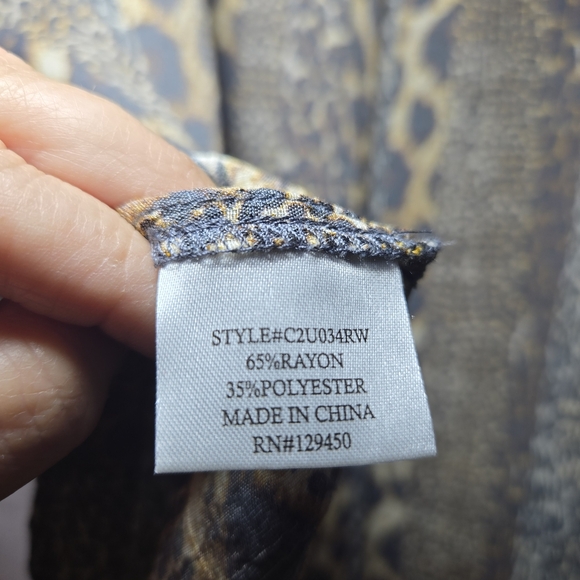 STYLE#C2U034RW
65%RAYON
35%POLYESTER
MADE IN CHINA
RN#129450